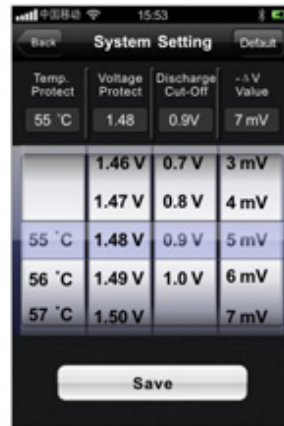 中国移动 15:53
Back System Setting Default
Temp. Protect Voltage Protect Discharge Cut-Off -ΔV Value
55 °C 1.48 0.9V 7 mV
1.46 V 0.7 V 3 mV
1.47 V 0.8 V 4 mV
55 °C 1.48 V 0.9 V 5 mV
56 °C 1.49 V 1.0 V 6 mV
57 °C 1.50 V 7 mV
Save